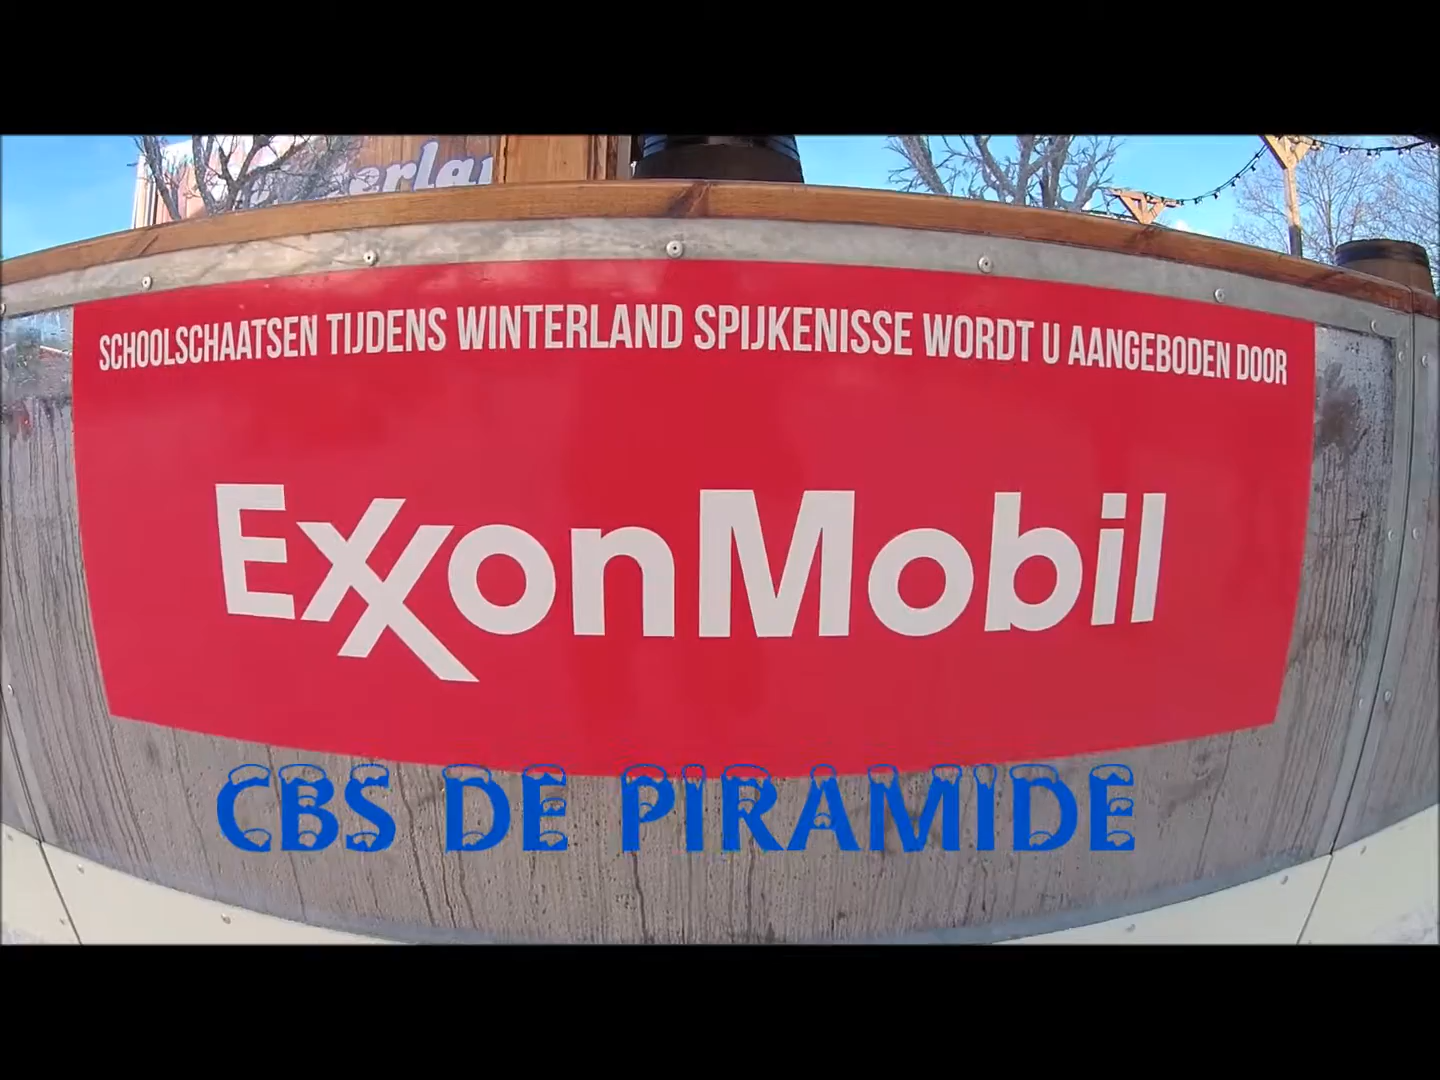 SCHOOLSCHAATSEN TIJDENS WINTERLAND SPIJKENISSE WORDT U AANGEBODEN DOOR
ExxonMobil
CBS DE PIRAMIDE